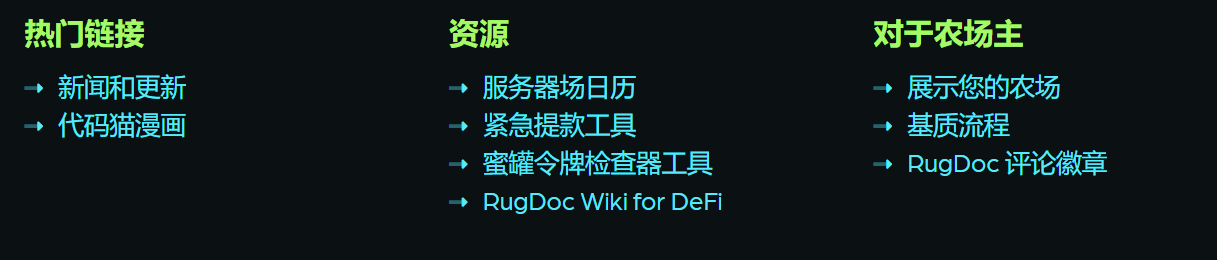 热门链接
新闻和更新
代码猫漫画
资源
服务器场日历
紧急提款工具
蜜罐令牌检查器工具
RugDoc Wiki for DeFi
对于农场主
展示您的农场
基质流程
RugDoc 评论徽章